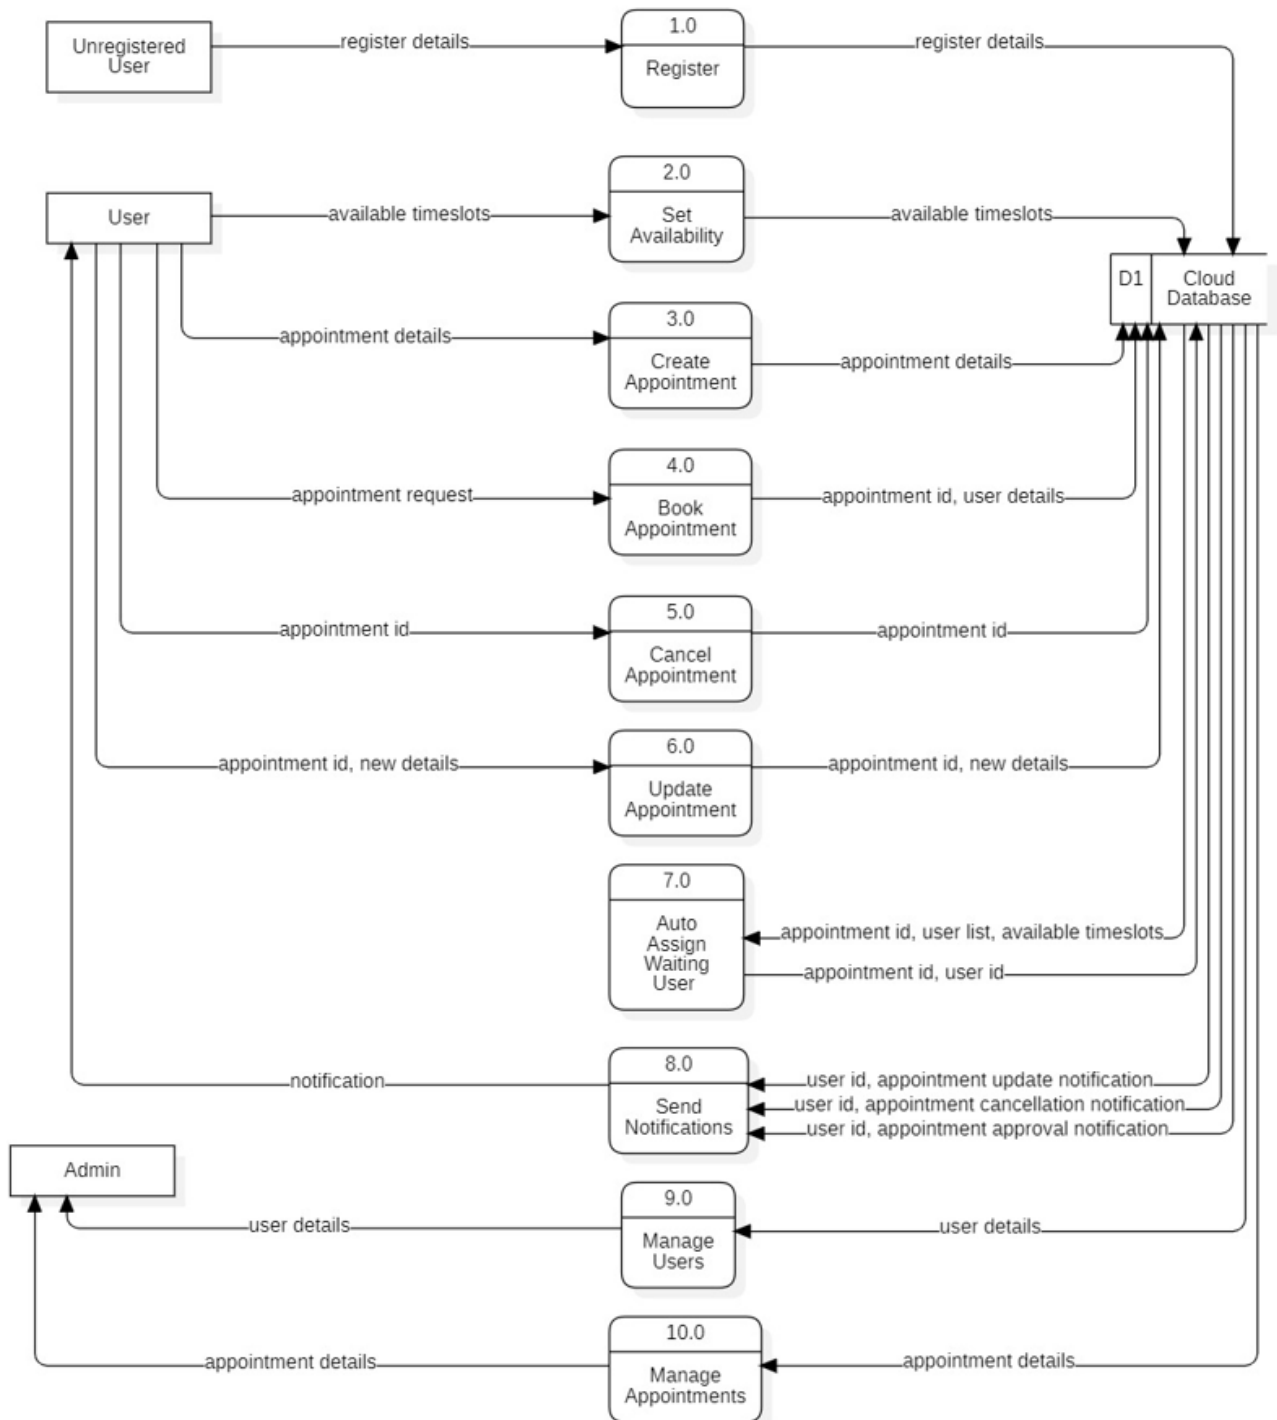 Unregistered
User
register details
1.0
Register
register details
User
available timeslots
2.0
Set
Availability
available timeslots
D1
Cloud
Database
appointment details
3.0
Create
Appointment
appointment details
appointment request
4.0
Book
Appointment
appointment id, user details
appointment id
5.0
Cancel
Appointment
appointment id
appointment id, new details
6.0
Update
Appointment
appointment id, new details
7.0
Auto
Assign
Waiting
User
appointment id, user list, available timeslots
appointment id, user id
notification
8.0
Send
Notifications
user id, appointment update notification
user id, appointment cancellation notification
user id, appointment approval notification
Admin
user details
9.0
Manage
Users
user details
appointment details
10.0
Manage
Appointments
appointment details